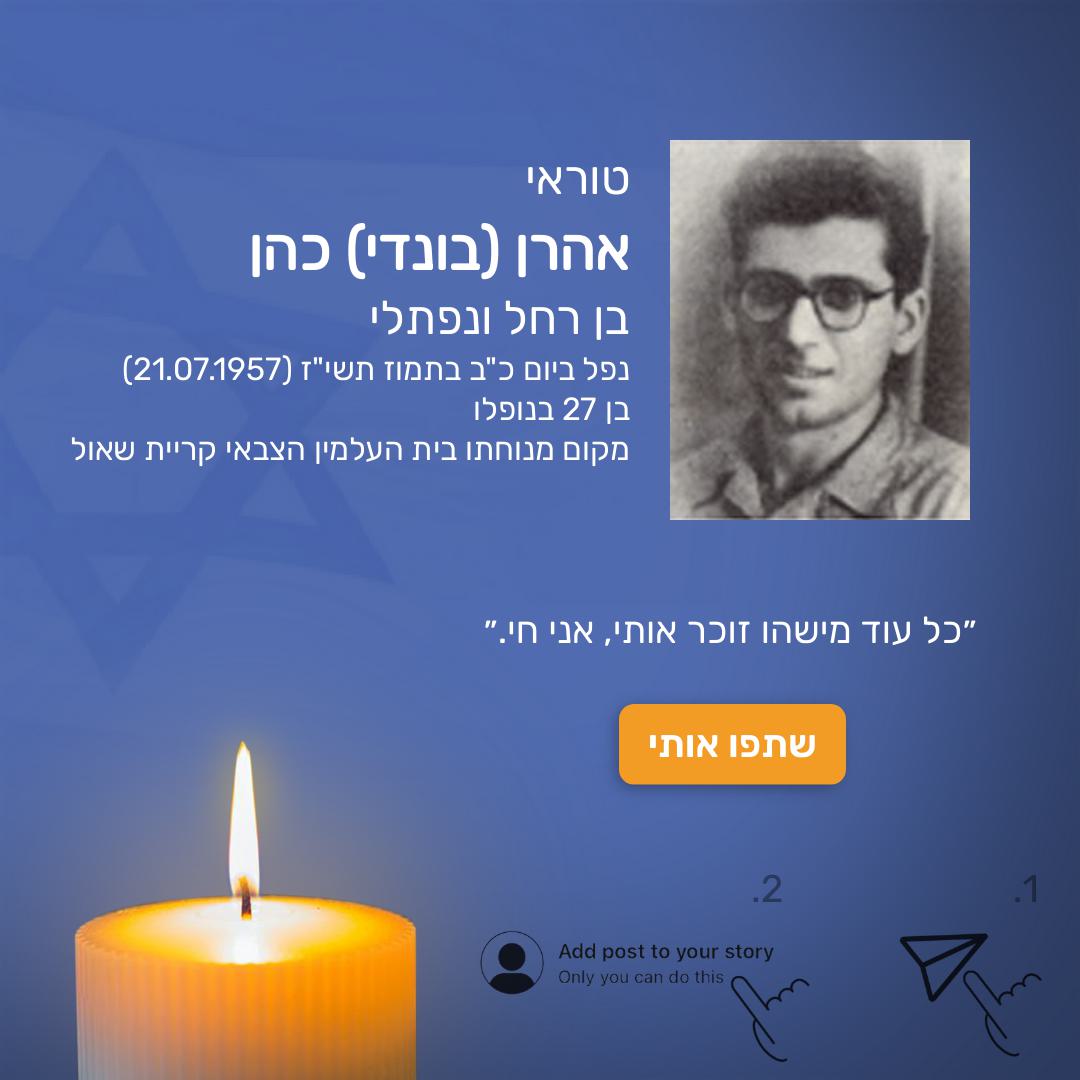 טוראי
אהרן (בונדי) כהן
בן רחל ונפתלי
נפל ביום כ"ב בתמוז תשי"ז (21.07.1957)
בן 27 בנופלו
מקום מנוחתו בית העלמין הצבאי קריית שאול
״כל עוד מישהו זוכר אותי, אני חי.״
שתפו אותי
1.
2.
Add post to your story
Only you can do this